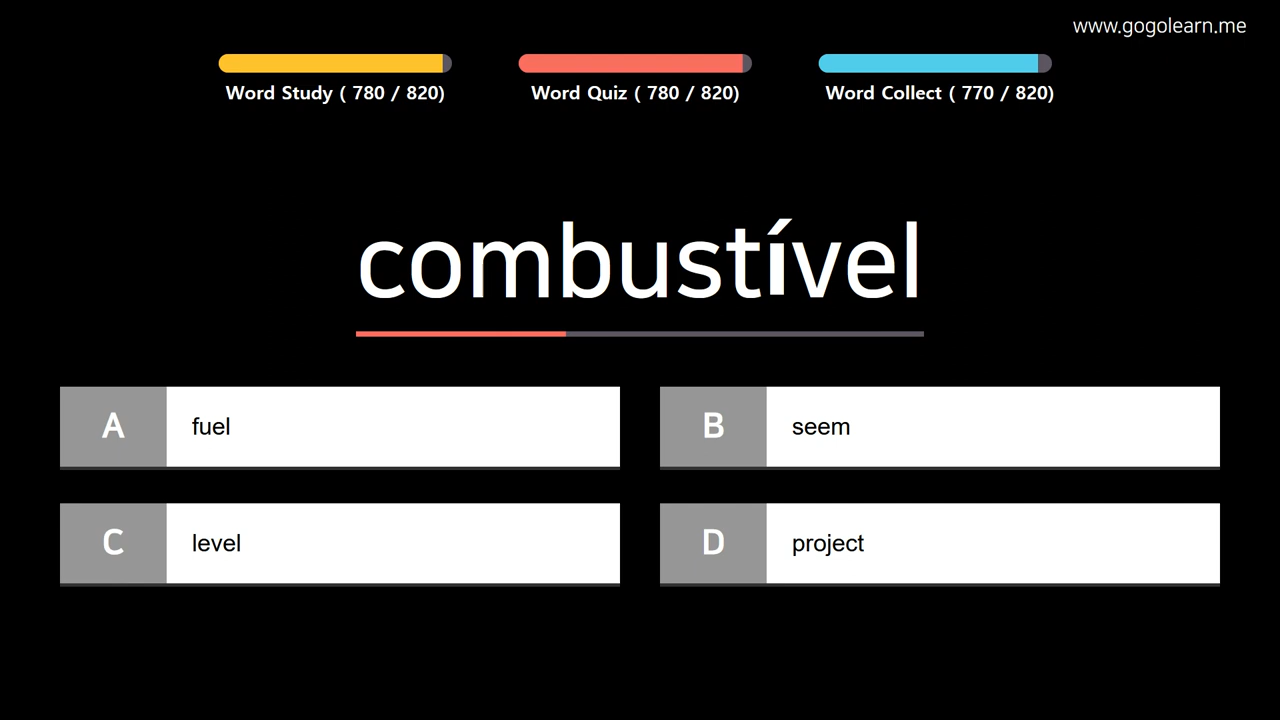 www.gogolearn.me
Word Study ( 780 / 820)
Word Quiz ( 780 / 820)
Word Collect ( 770 / 820)
combustível
A fuel
B seem
C level
D project